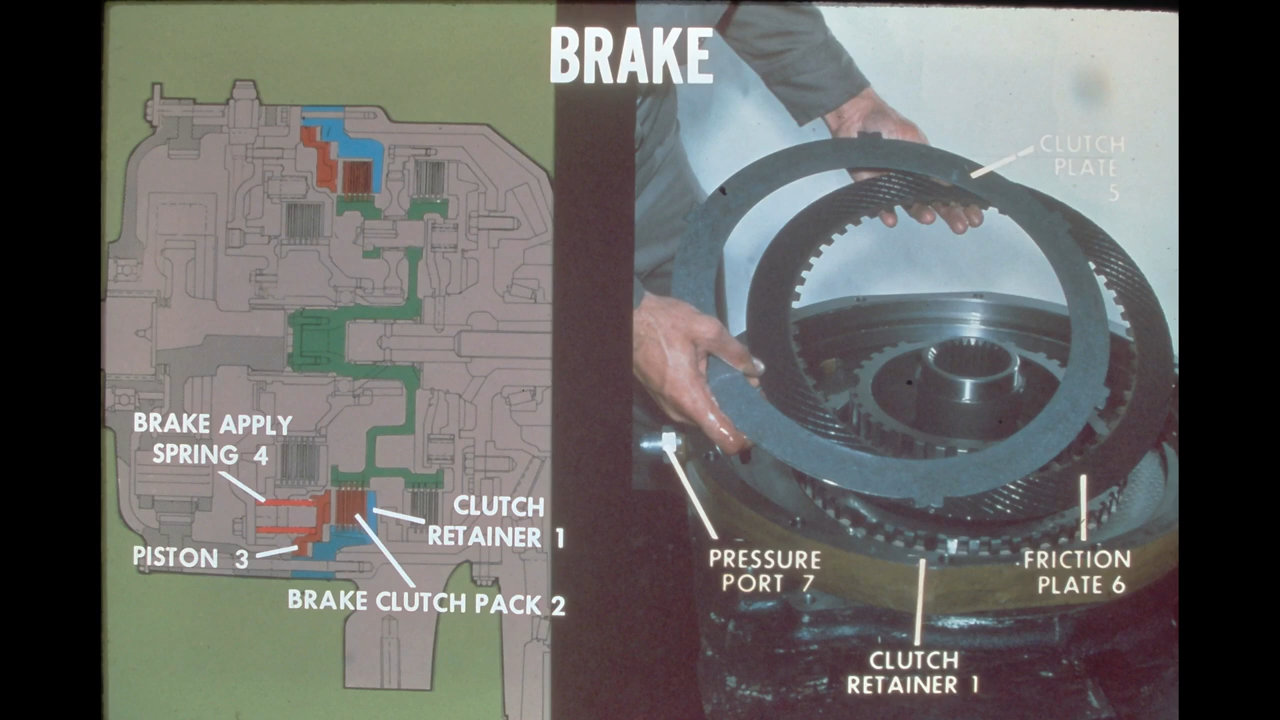 BRAKE
BRAKE APPLY
SPRING 4
PISTON 3
CLUTCH
RETAINER 1
BRAKE CLUTCH PACK 2
CLUTCH
PLATE
5
PRESSURE
PORT 7
FRICTION
PLATE 6
CLUTCH
RETAINER 1